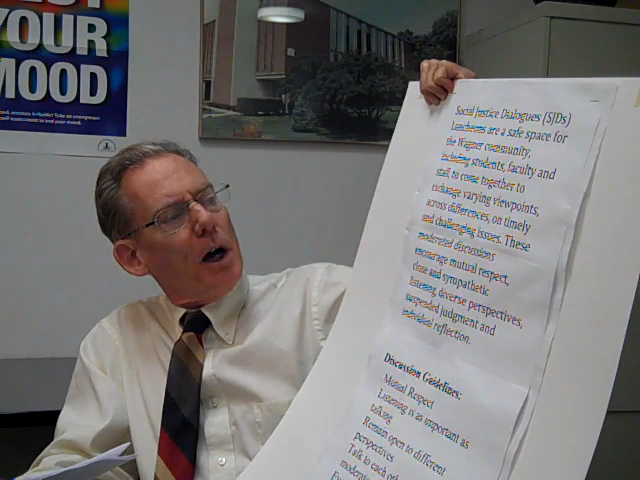 YOUR
MOOD
Social Justice Dialogues (SJDs)
Luncheons are a safe space for
the Wagner community,
including students, faculty and
staff, to come together to
exchange varying viewpoints,
across differences, on timely
and challenging issues. These
moderated discussions
encourage mutual respect,
close and sympathetic
listening, diverse perspectives,
suspended judgment and
individual reflection.
Discussion Guidelines:
Mutual Respect
Listening is as important as
talking
Remain open to different
perspectives
Talk to each